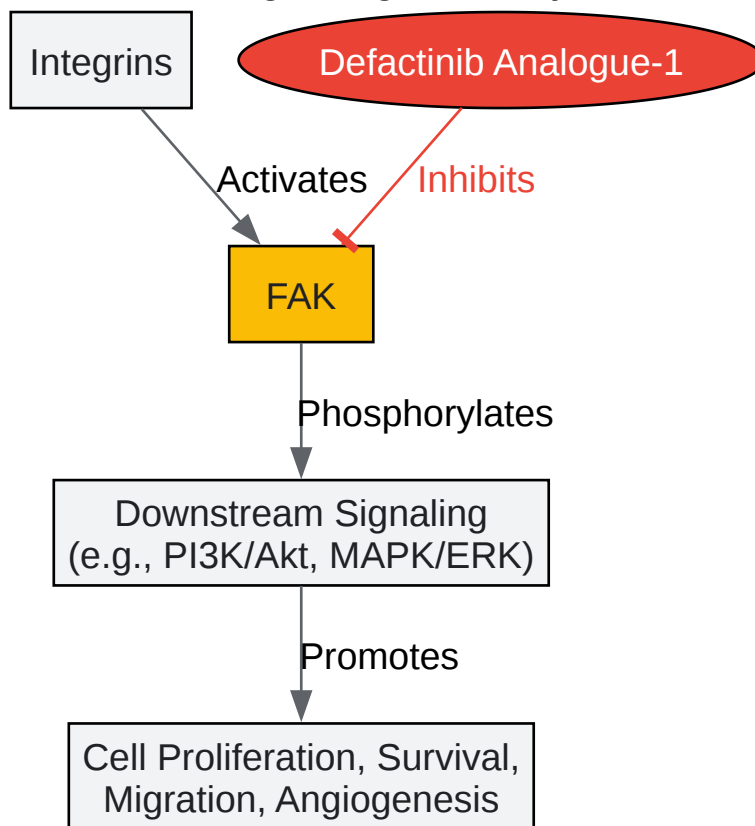 Integrins
Defactinib Analogue-1
Activates
Inhibits
FAK
Phosphorylates
Downstream Signaling
(e.g., PI3K/Akt, MAPK/ERK)
Promotes
Cell Proliferation, Survival,
Migration, Angiogenesis